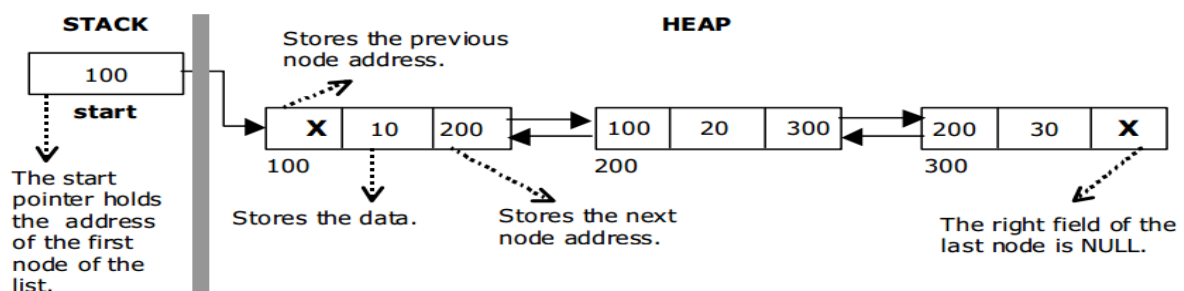 STACK
HEAP
Stores the previous
node address.
100
start
X 10 200
100 20 300
200 30 X
100
200
300
The start
pointer holds
the address
of the first
node of the
list.
Stores the data.
Stores the next
node address.
The right field of the
last node is NULL.